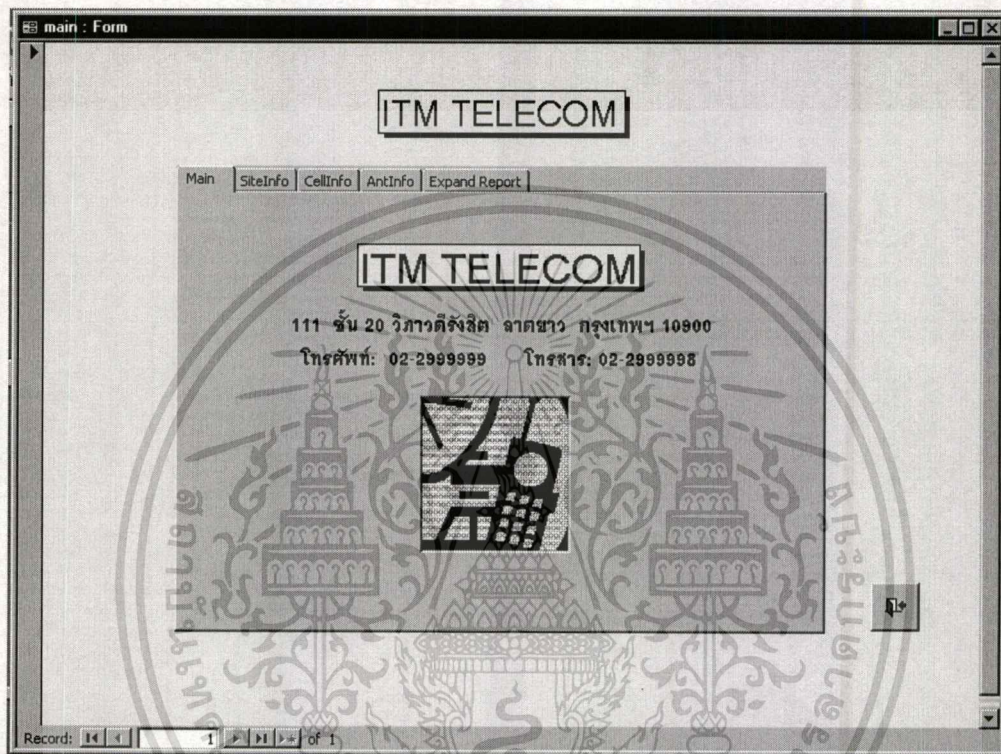 main : Form
ITM TELECOM
Main SiteInfo CellInfo AntInfo Expand Report
ITM TELECOM
111 ชั้น 20 วิภาวดีรังสิต ลาดยาว กรุงเทพฯ 10900
โทรศัพท์: 02-2999999 โทรสาร: 02-2999998
Record: 1 of 1